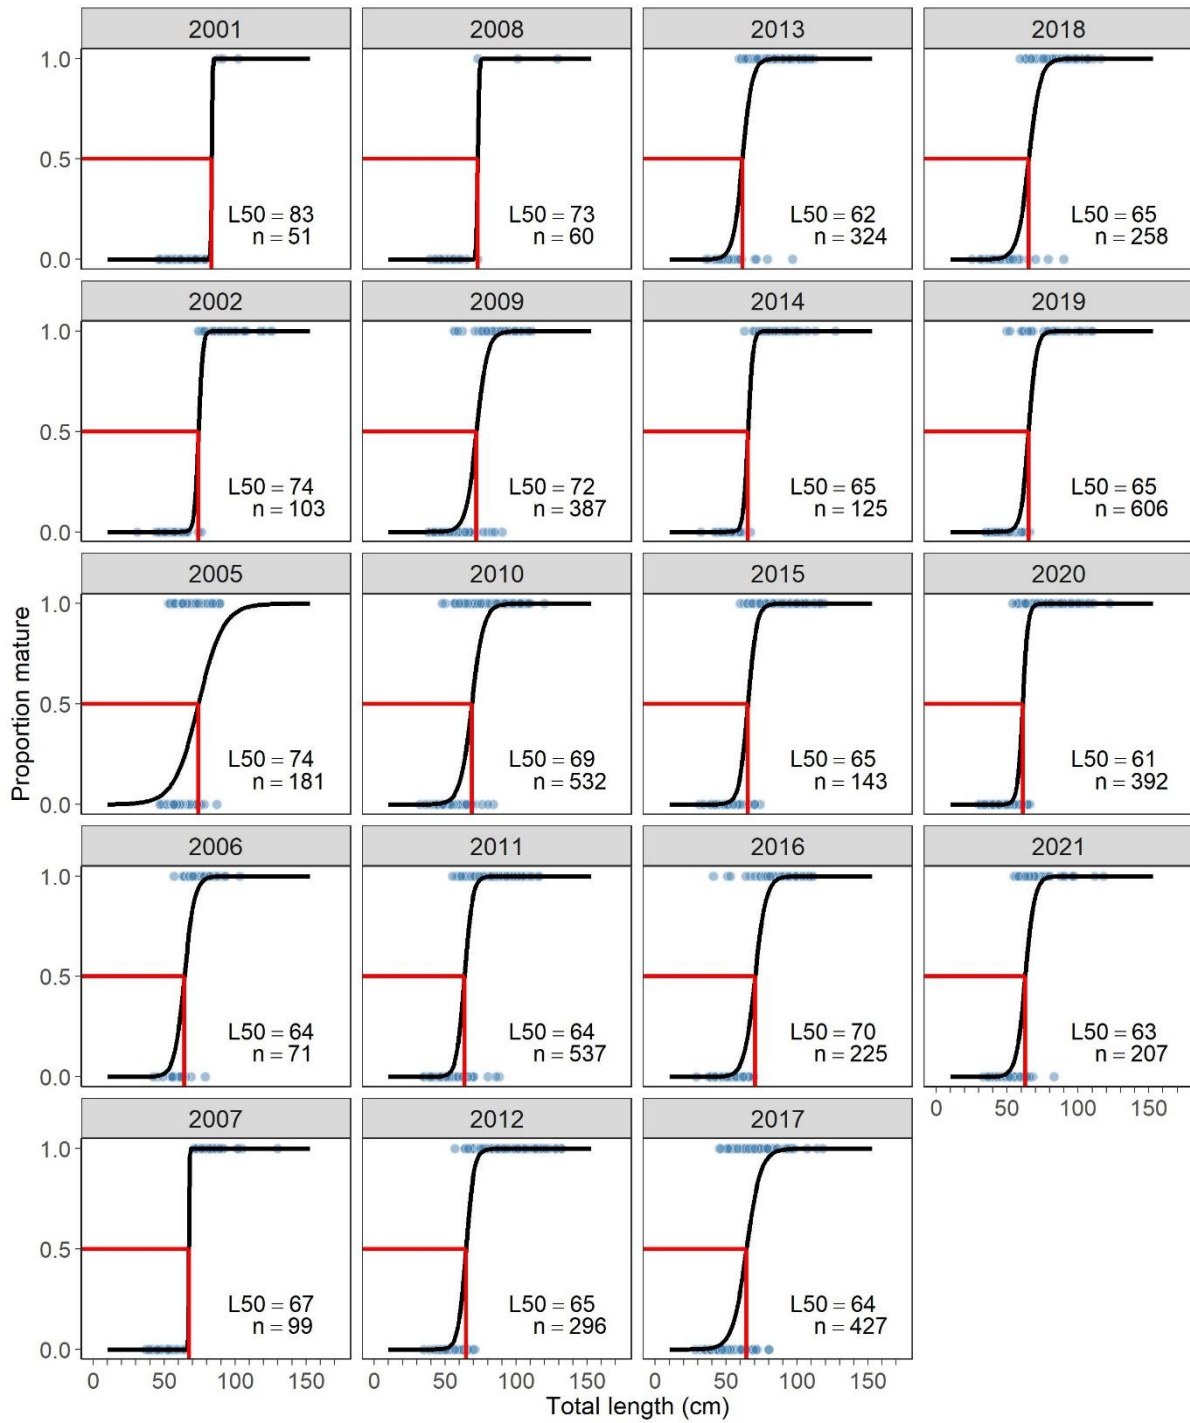 2001 2008 2013 2018
1.0
0.5
0.0
L50 = 83
n = 51
L50 = 73
n = 60
L50 = 62
n = 324
L50 = 65
n = 258
2002 2009 2014 2019
1.0
0.5
0.0
L50 = 74
n = 103
L50 = 72
n = 387
L50 = 65
n = 125
L50 = 65
n = 606
2005 2010 2015 2020
1.0
0.5
0.0
L50 = 74
n = 181
L50 = 69
n = 532
L50 = 65
n = 143
L50 = 61
n = 392
Proportion mature
2006 2011 2016 2021
1.0
0.5
0.0
L50 = 64
n = 71
L50 = 64
n = 537
L50 = 70
n = 225
L50 = 63
n = 207
0 50 100 150
2007 2012 2017
1.0
0.5
0.0
L50 = 67
n = 99
L50 = 65
n = 296
L50 = 64
n = 427
0 50 100 150 0 50 100 150 0 50 100 150
Total length (cm)